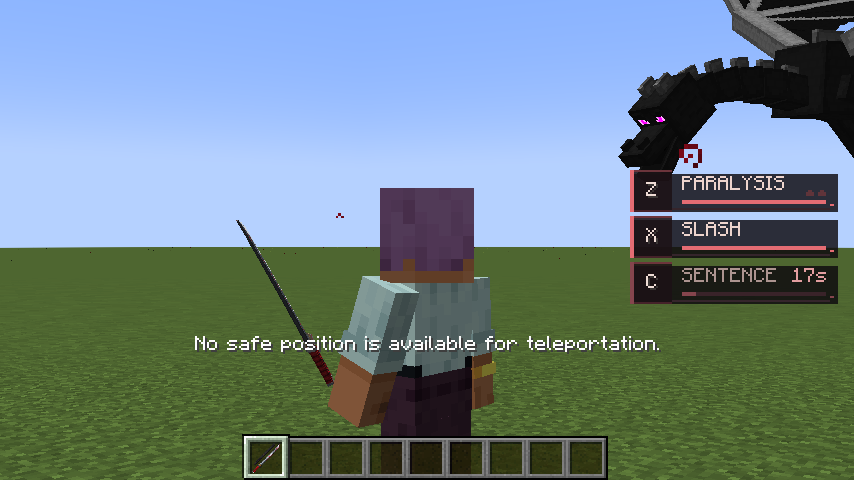 Z PARALYSIS
X SLASH
C SENTENCE 17s
No safe position is available for teleportation.